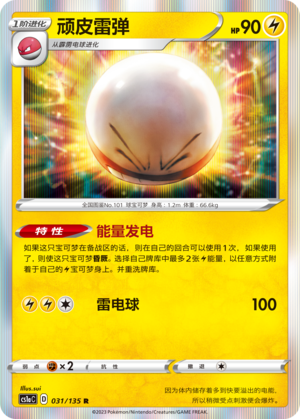 1阶进化
顽皮雷弹
HP 90
从霹雳电球进化
全国图鉴No.101 球宝可梦 身高：1.2m 体重：66.6kg
特性 能量发电
如果这只宝可梦在备战区的话，则在自己的回合可以使用1次，如果使用
了，则使这只宝可梦昏厥。选择自己牌库中最多2张能量，以任意方式附
着于自己的宝可梦身上。并重洗牌库。
雷电球 100
弱点 ×2 抗性 撤退
Illus.sui
CS1aC D 031/135 R
因为体内储存着多到快要溢出的电能，
所以稍微受点刺激便会爆炸。
©2023 Pokémon/Nintendo/Creatures/GAME FREAK.